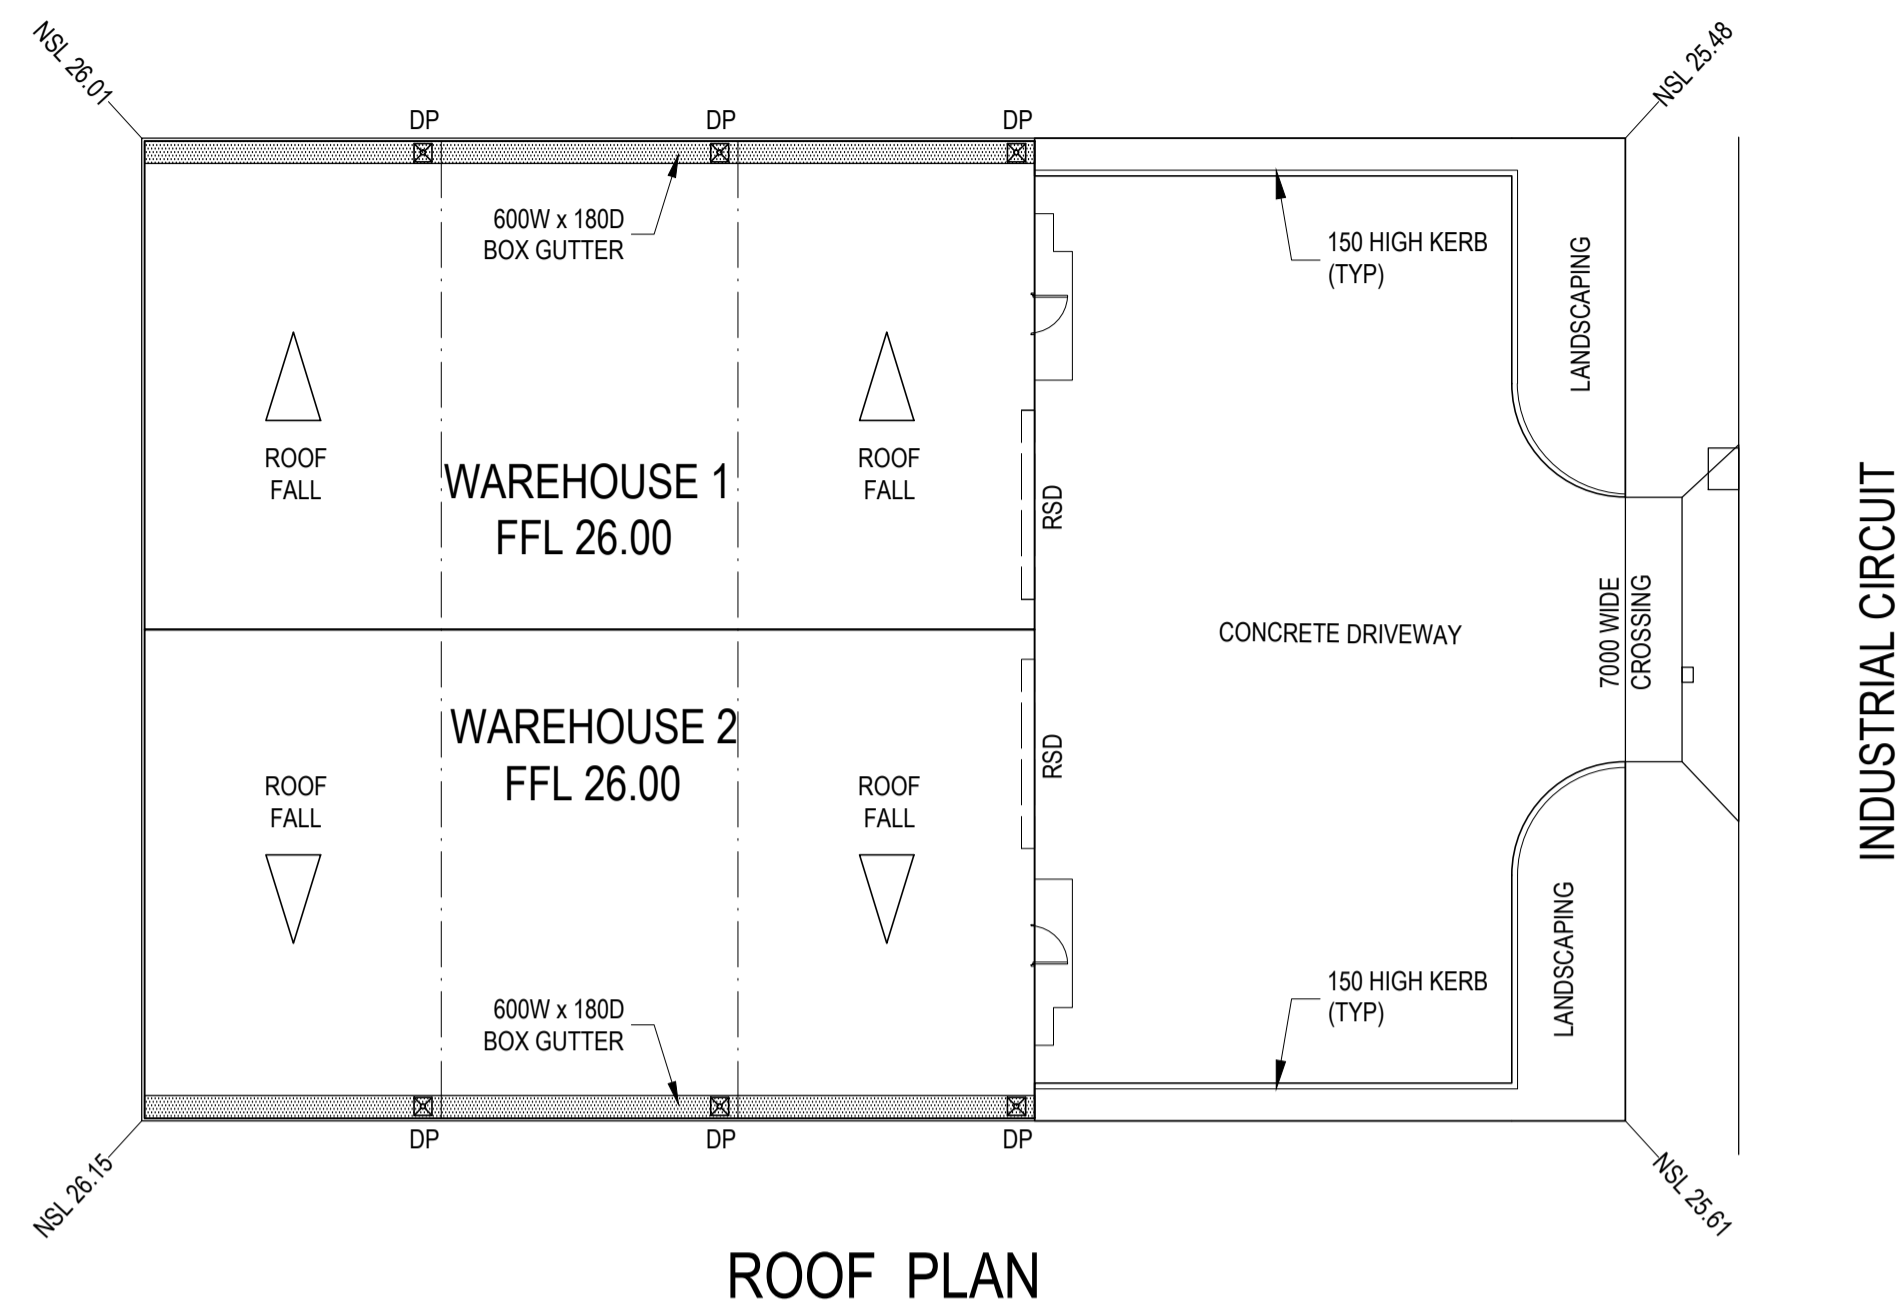 NSL 26.01
NSL 25.48
DP
DP
DP
600W x 180D
BOX GUTTER
150 HIGH KERB
(TYP)
LANDSCAPING
ROOF
FALL
WAREHOUSE 1
FFL 26.00
ROOF
FALL
RSD
INDUSTRIAL CIRCUIT
CONCRETE DRIVEWAY
7000 WIDE
CROSSING
WAREHOUSE 2
FFL 26.00
ROOF
FALL
ROOF
FALL
RSD
600W x 180D
BOX GUTTER
150 HIGH KERB
(TYP)
LANDSCAPING
DP
DP
DP
NSL 26.15
NSL 25.61
ROOF PLAN